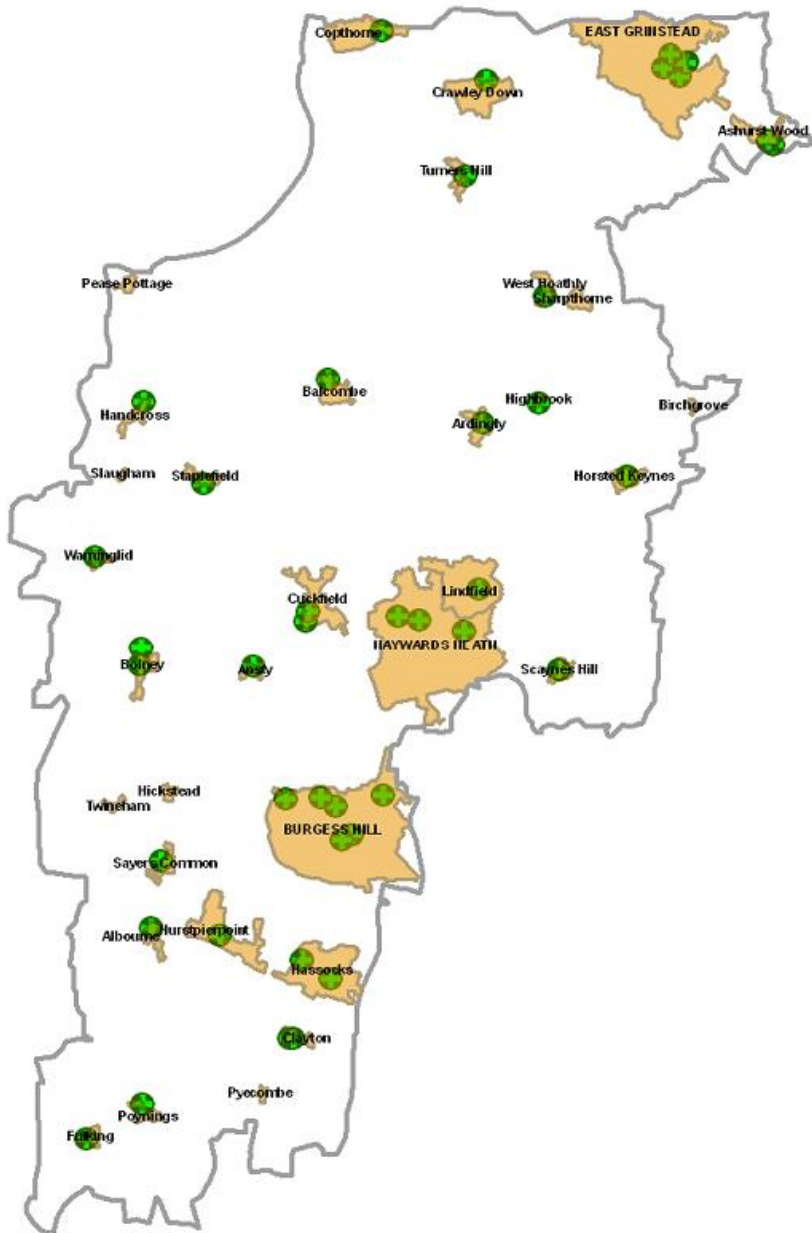 EAST GRINSTEAD
Copthorne
Crawley Down
Ashurst Wood
Turners Hill
Pease Pottage
West Hoathly
Sharpthorne
Balcombe
Highbrook
Birchgrove
Handcross
Ardingly
Slaugham
Staplefield
Horsted Keynes
Warninglid
Lindfield
Cuckfield
HAYWARDS HEATH
Bolney
Ansty
Scaynes Hill
Hickstead
Twineham
BURGESS HILL
Sayers Common
Hurstpierpoint
Albourne
Hassocks
Clayton
Pyecombe
Poynings
Fulking